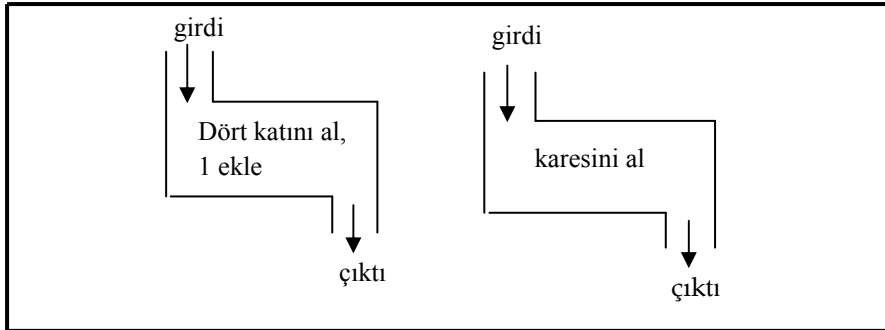 girdi
Dört katını al,
1 ekle
çıktı
girdi
karesini al
çıktı